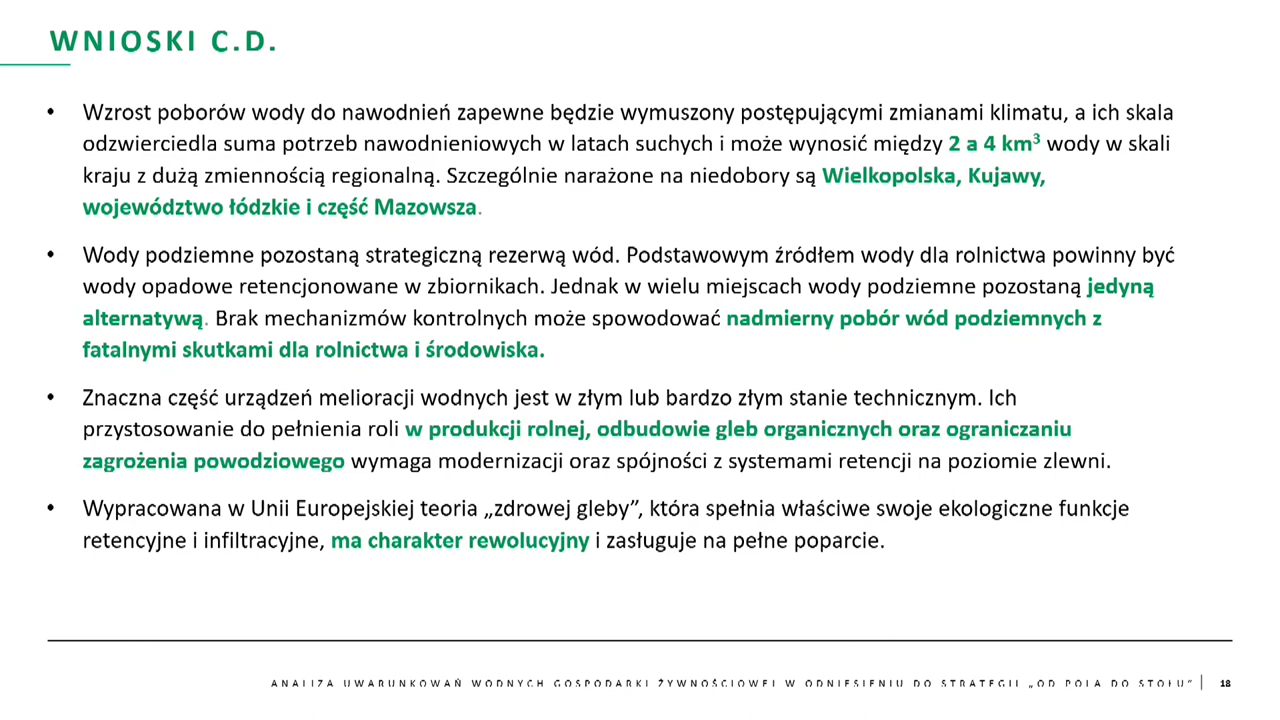 WNIOSKI C.D.
• Wzrost poborów wody do nawodnień zapewne będzie wymuszony postępującymi zmianami klimatu, a ich skala
odzwierciedla suma potrzeb nawodnieniowych w latach suchych i może wynosić między 2 a 4 km³ wody w skali
kraju z dużą zmiennością regionalną. Szczególnie narażone na niedobory są Wielkopolska, Kujawy,
województwo łódzkie i część Mazowsza.
• Wody podziemne pozostaną strategiczną rezerwą wód. Podstawowym źródłem wody dla rolnictwa powinny być
wody opadowe retencjonowane w zbiornikach. Jednak w wielu miejscach wody podziemne pozostaną jedyną
alternatywą. Brak mechanizmów kontrolnych może spowodować nadmierny pobór wód podziemnych z
fatalnymi skutkami dla rolnictwa i środowiska.
• Znaczna część urządzeń melioracji wodnych jest w złym lub bardzo złym stanie technicznym. Ich
przystosowanie do pełnienia roli w produkcji rolnej, odbudowie gleb organicznych oraz ograniczaniu
zagrożenia powodziowego wymaga modernizacji oraz spójności z systemami retencji na poziomie zlewni.
• Wypracowana w Unii Europejskiej teoria „zdrowej gleby”, która spełnia właściwe swoje ekologiczne funkcje
retencyjne i infiltracyjne, ma charakter rewolucyjny i zasługuje na pełne poparcie.
ANALIZA UWARUNKOWAŃ WODNYCH GOSPODARKI ŻYWNOŚCIOWEJ W ODNIESIENIU DO STRATEGII „OD POLA DO STOŁU” | 18